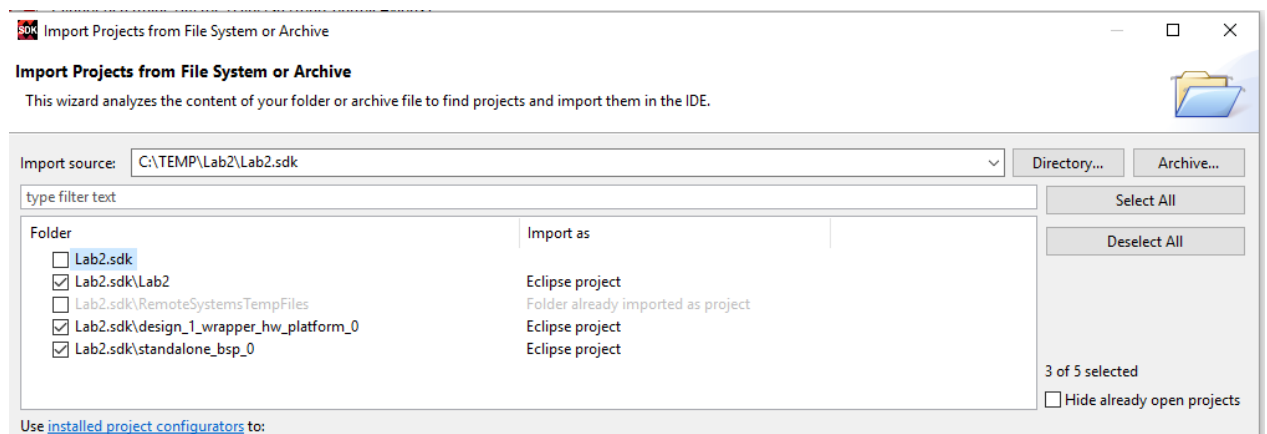 SDK Import Projects from File System or Archive
Import Projects from File System or Archive
This wizard analyzes the content of your folder or archive file to find projects and import them in the IDE.
Import source: C:\TEMP\Lab2\Lab2.sdk Directory... Archive...
type filter text Select All
Folder Import as Deselect All
Lab2.sdk
Lab2.sdk\Lab2 Eclipse project
Lab2.sdk\RemoteSystemsTempFiles Folder already imported as project
Lab2.sdk\design_1_wrapper_hw_platform_0 Eclipse project
Lab2.sdk\standalone_bsp_0 Eclipse project
3 of 5 selected
Hide already open projects
Use installed project configurators to: